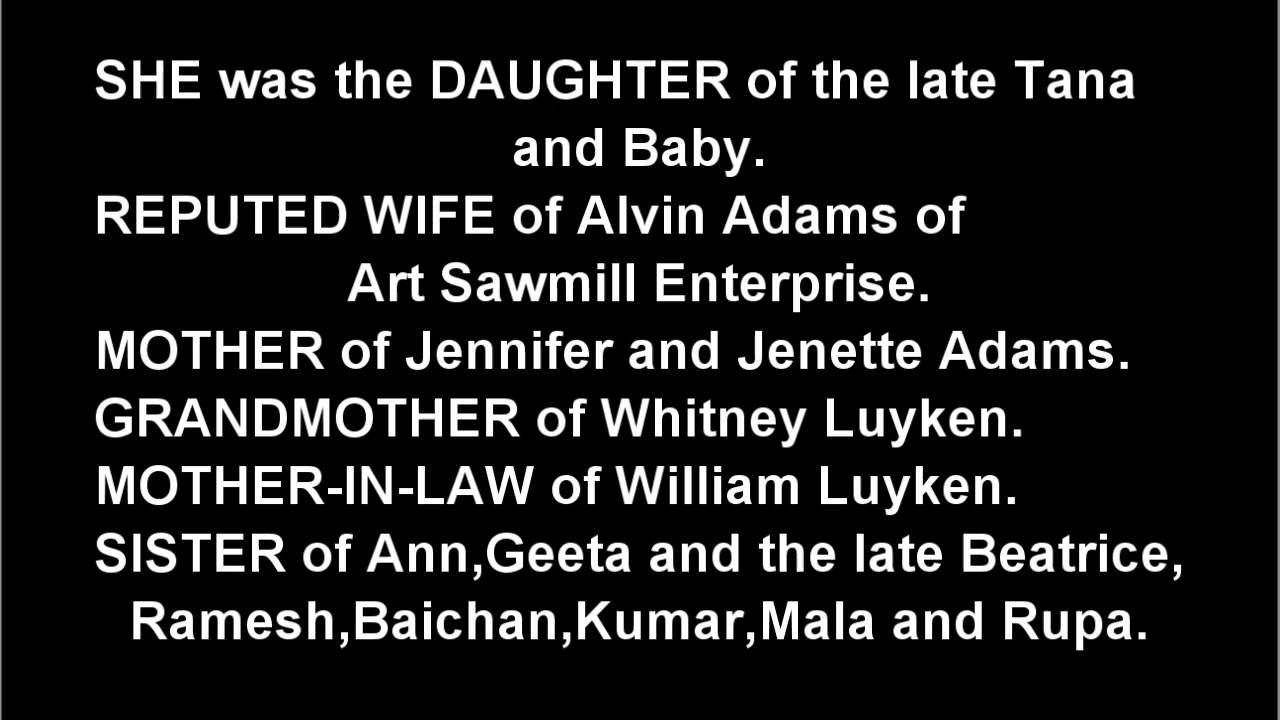 SHE was the DAUGHTER of the late Tana
and Baby.
REPUTED WIFE of Alvin Adams of
Art Sawmill Enterprise.
MOTHER of Jennifer and Jenette Adams.
GRANDMOTHER of Whitney Luyken.
MOTHER-IN-LAW of William Luyken.
SISTER of Ann,Geeta and the late Beatrice,
Ramesh,Baichan,Kumar,Mala and Rupa.